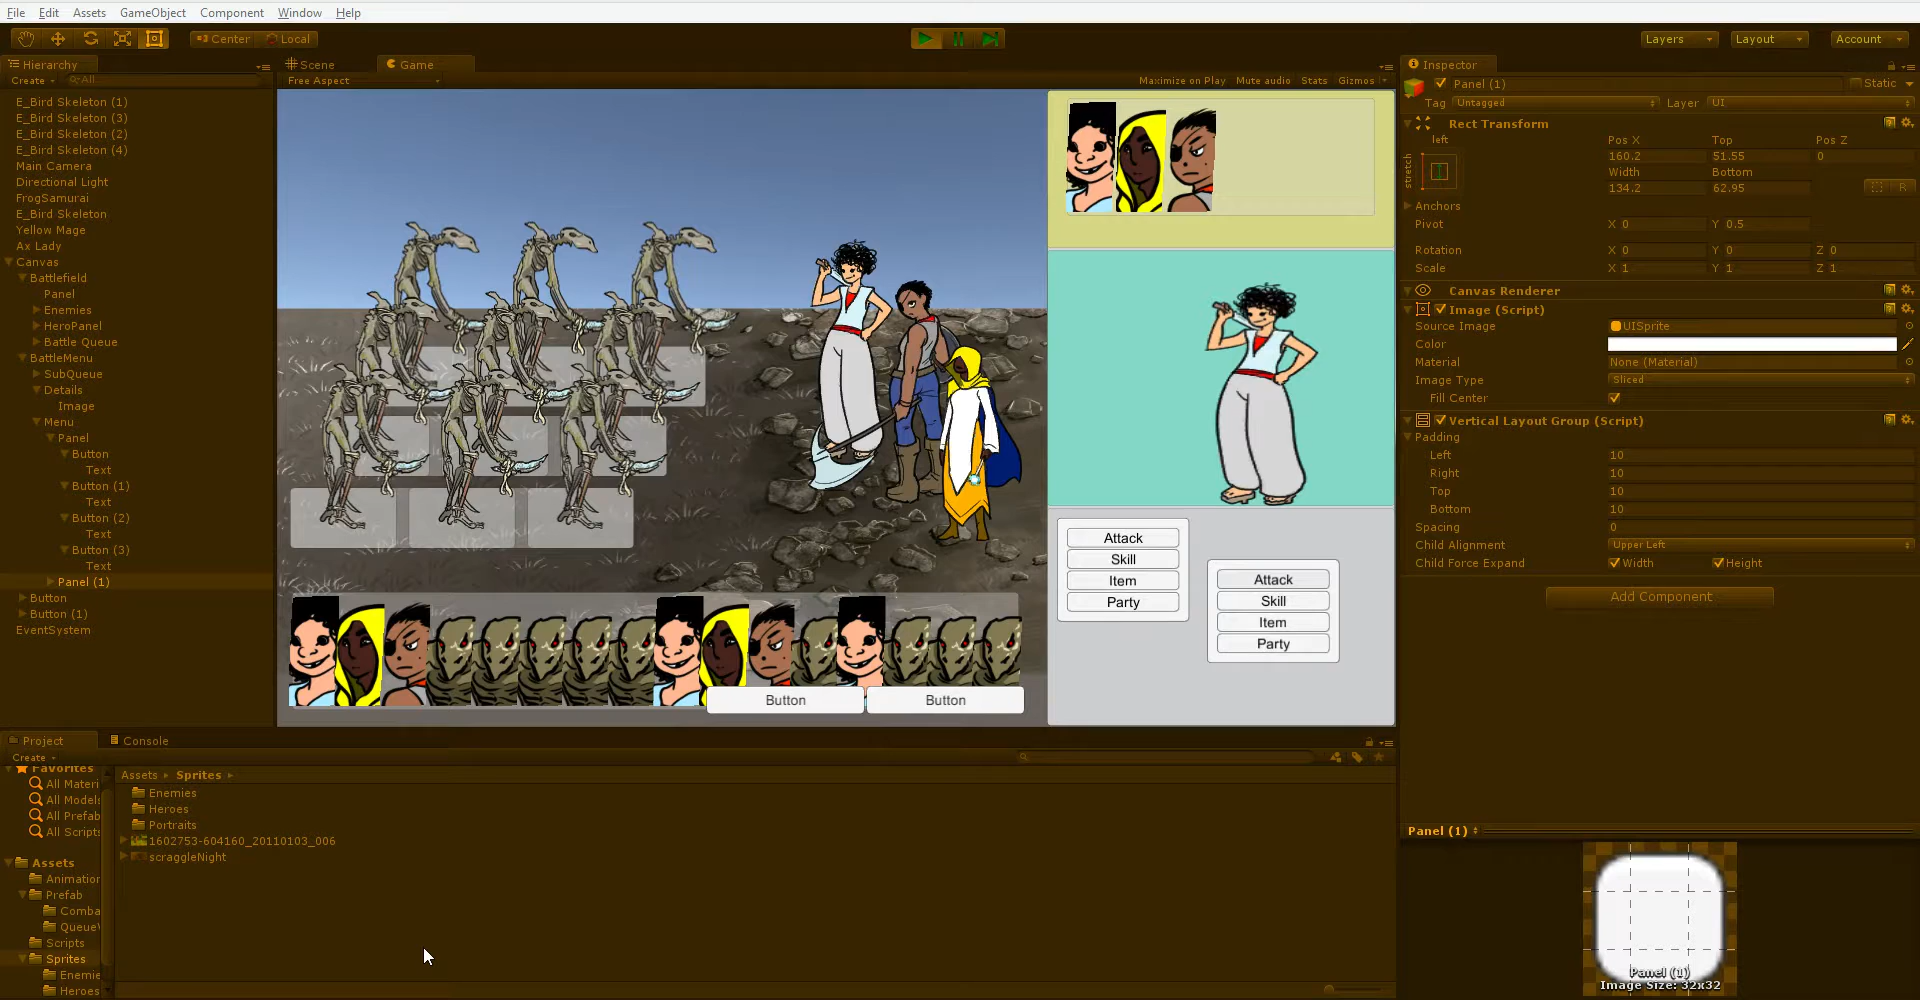 File Edit Assets GameObject Component Window Help
Center Local Layers Layout Account
Hierarchy
Create All
E_Bird Skeleton (1)
E_Bird Skeleton (3)
E_Bird Skeleton (2)
E_Bird Skeleton (4)
Main Camera
Directional Light
FrogSamurai
E_Bird Skeleton
Yellow Mage
Ax Lady
Canvas
Battlefield
Panel
Enemies
HeroPanel
Battle Queue
BattleMenu
SubQueue
Details
Image
Menu
Panel
Button
Text
Button (1)
Text
Button (2)
Text
Button (3)
Text
Panel (1)
Button
Button (1)
EventSystem
Scene Game
Free Aspect Maximize on Play Mute audio Stats Gizmos
Attack
Skill
Item
Party
Attack
Skill
Item
Party
Button Button
Inspector
Panel (1) Static
Tag Untagged Layer UI
Rect Transform
left Pos X Top Pos Z
stretch 160.2 51.55 0
Width Bottom
134.2 62.95 R
Anchors
Pivot X 0 Y 0.5
Rotation X 0 Y 0 Z 0
Scale X 1 Y 1 Z 1
Canvas Renderer
Image (Script)
Source Image UISprite
Color
Material None (Material)
Image Type Sliced
Fill Center
Vertical Layout Group (Script)
Padding
Left 10
Right 10
Top 10
Bottom 10
Spacing 0
Child Alignment Upper Left
Child Force Expand Width Height
Add Component
Project Console
Create
Favorites
All Materi
All Models
All Prefab
All Scripts
Assets
Animation
Prefab
Comba
QueueV
Scripts
Sprites
Enemie
Heroes
Assets Sprites
Enemies
Heroes
Portraits
1602753-604160_20110103_006
scraggleNight
Panel (1)
Panel (1)
Image Size: 32x32